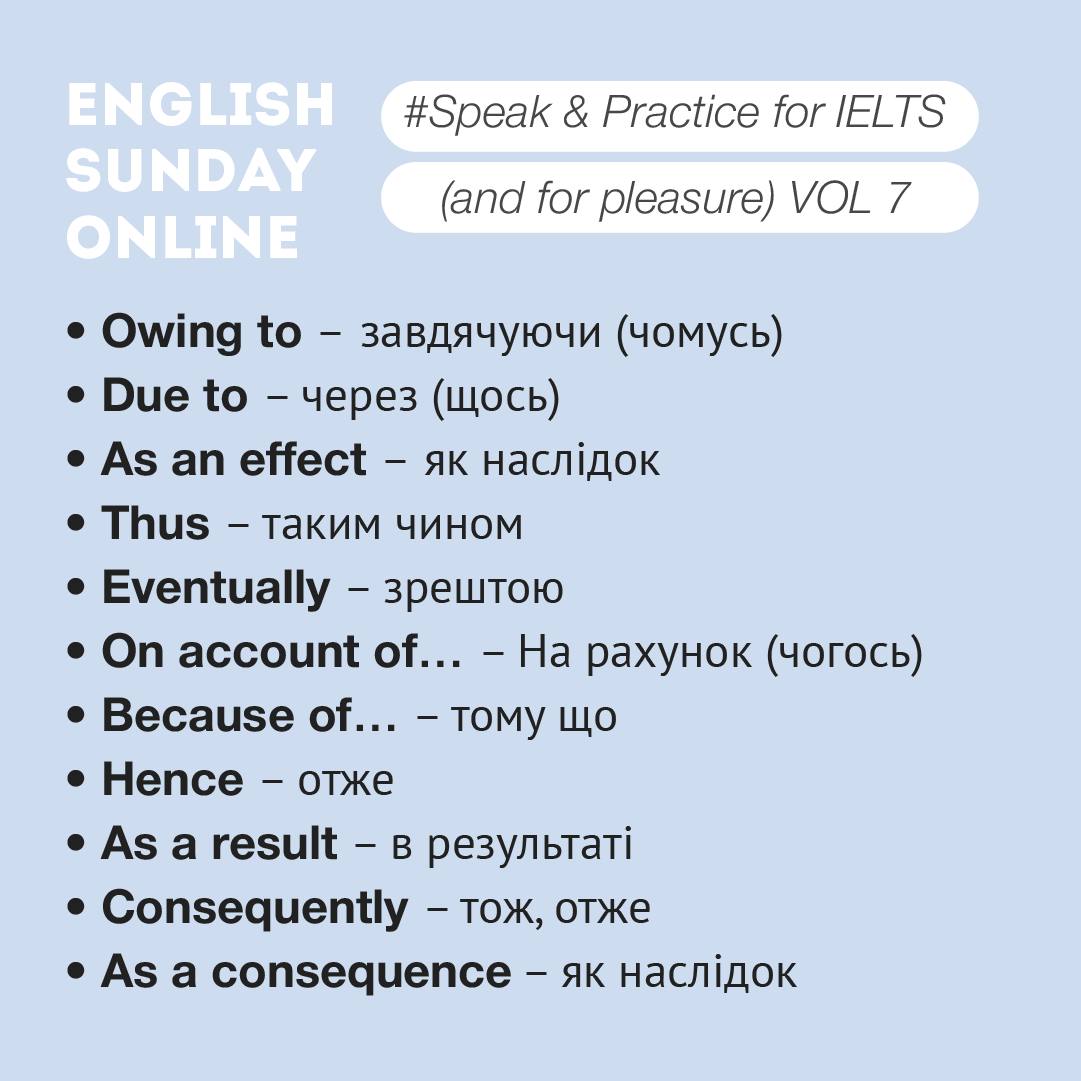 ENGLISH
SUNDAY
ONLINE
#Speak & Practice for IELTS
(and for pleasure) VOL 7
• Owing to – завдячуючи (чомусь)
• Due to – через (щось)
• As an effect – як наслідок
• Thus – таким чином
• Eventually – зрештою
• On account of… – На рахунок (чогось)
• Because of… – тому що
• Hence – отже
• As a result – в результаті
• Consequently – тож, отже
• As a consequence – як наслідок